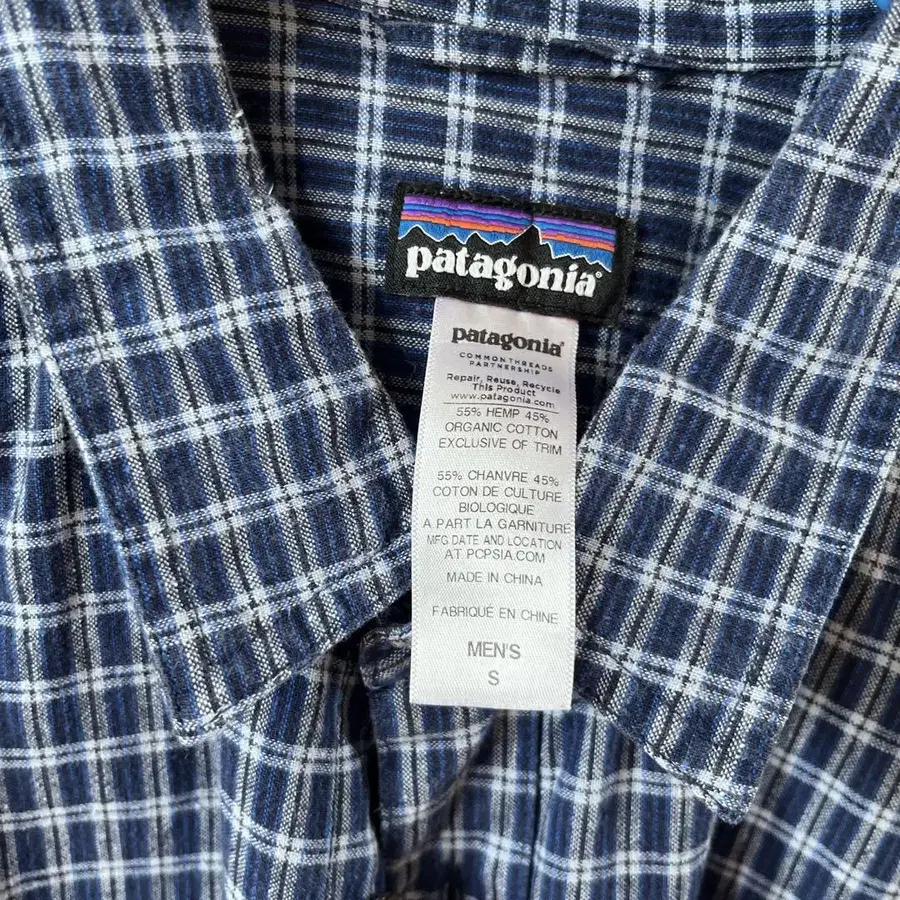 patagonia®
patagonia®
COMMON THREADS
PARTNERSHIP
Repair, Reuse, Recycle
This Product
www.patagonia.com
55% HEMP 45%
ORGANIC COTTON
EXCLUSIVE OF TRIM
55% CHANVRE 45%
COTON DE CULTURE
BIOLOGIQUE
A PART LA GARNITURE
MFG DATE AND LOCATION
AT PCPSIA.COM
MADE IN CHINA
FABRIQUÉ EN CHINE
MEN'S
S